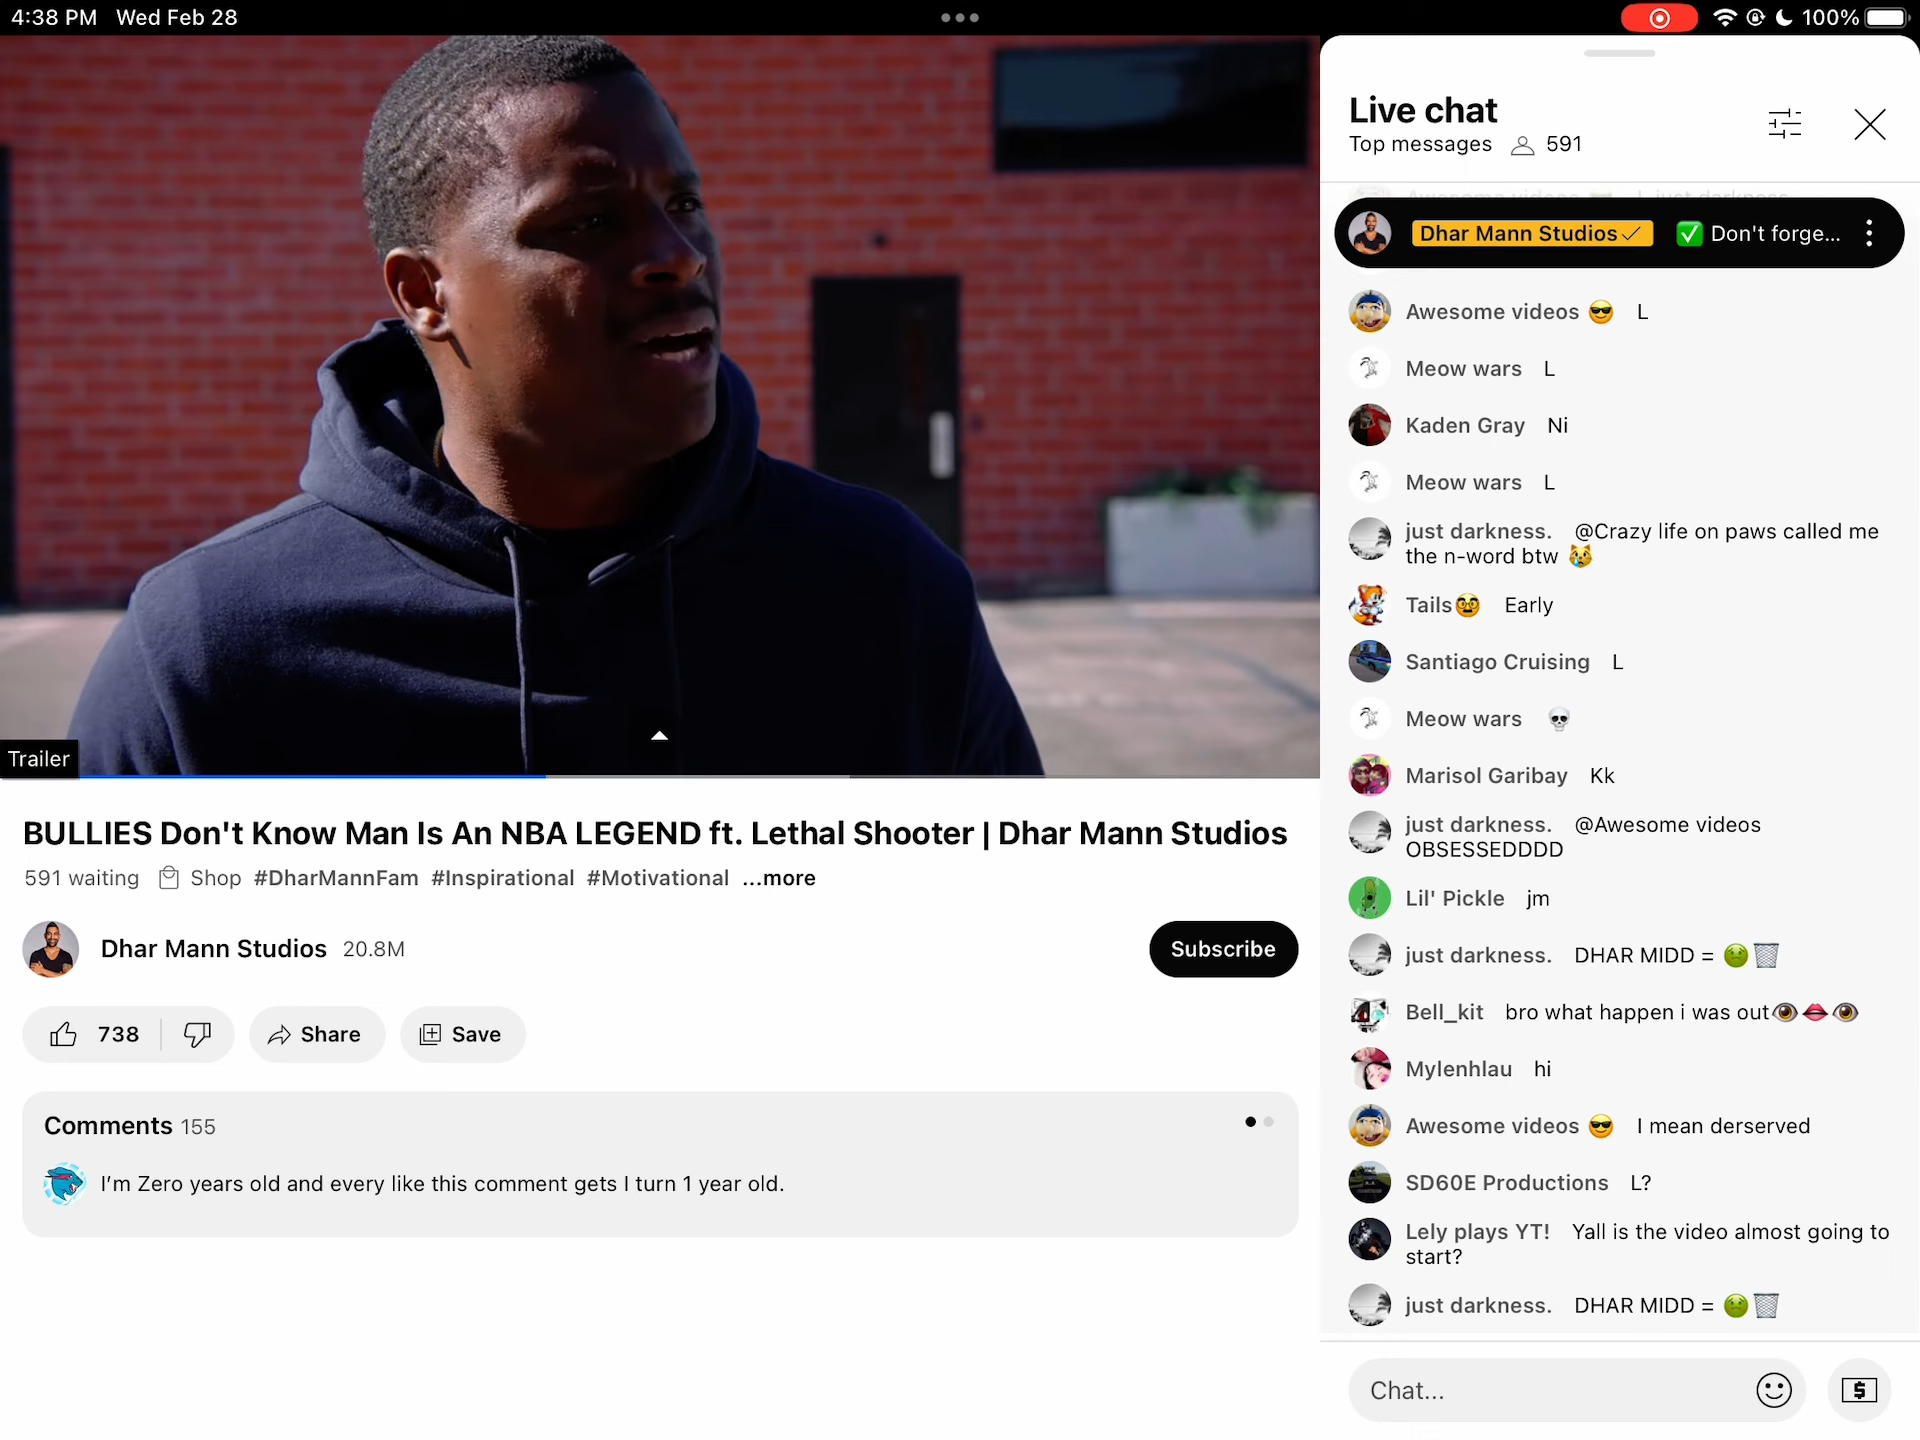 4:38 PM Wed Feb 28
100%
Trailer
BULLIES Don't Know Man Is An NBA LEGEND ft. Lethal Shooter | Dhar Mann Studios
591 waiting Shop #DharMannFam #Inspirational #Motivational ...more
Dhar Mann Studios 20.8M
Subscribe
738 Share Save
Comments 155
I'm Zero years old and every like this comment gets I turn 1 year old.
Live chat
Top messages 591
Awesome videos I just darkness
Dhar Mann Studios ✓ ✅ Don't forge...
Awesome videos 😎 L
Meow wars L
Kaden Gray Ni
Meow wars L
just darkness. @Crazy life on paws called me
the n-word btw 😿
Tails🥸 Early
Santiago Cruising L
Meow wars 💀
Marisol Garibay Kk
just darkness. @Awesome videos
OBSESSEDDDD
Lil' Pickle jm
just darkness. DHAR MIDD = 🤢🗑️
Bell_kit bro what happen i was out👁️👄👁️
Mylenhlau hi
Awesome videos 😎 I mean derserved
SD60E Productions L?
Lely plays YT! Yall is the video almost going to
start?
just darkness. DHAR MIDD = 🤢🗑️
Chat...